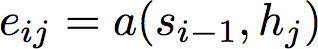 e_{ij} = a(s_{i-1}, h_j)